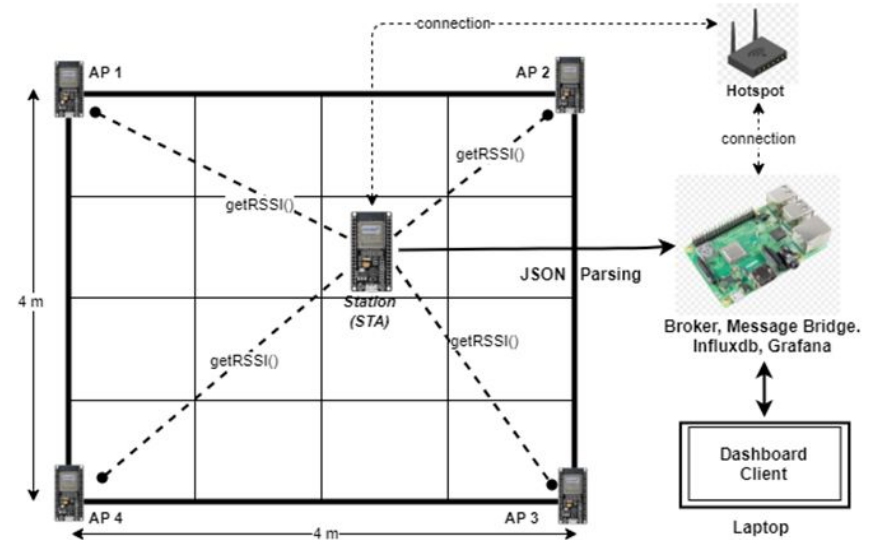 connection
AP 1
AP 2
Hotspot
connection
getRSSI()
getRSSI()
JSON Parsing
4 m
Station
(STA)
Broker, Message Bridge.
Influxdb, Grafana
getRSSI()
getRSSI()
Dashboard
Client
AP 4
AP 3
4 m
Laptop